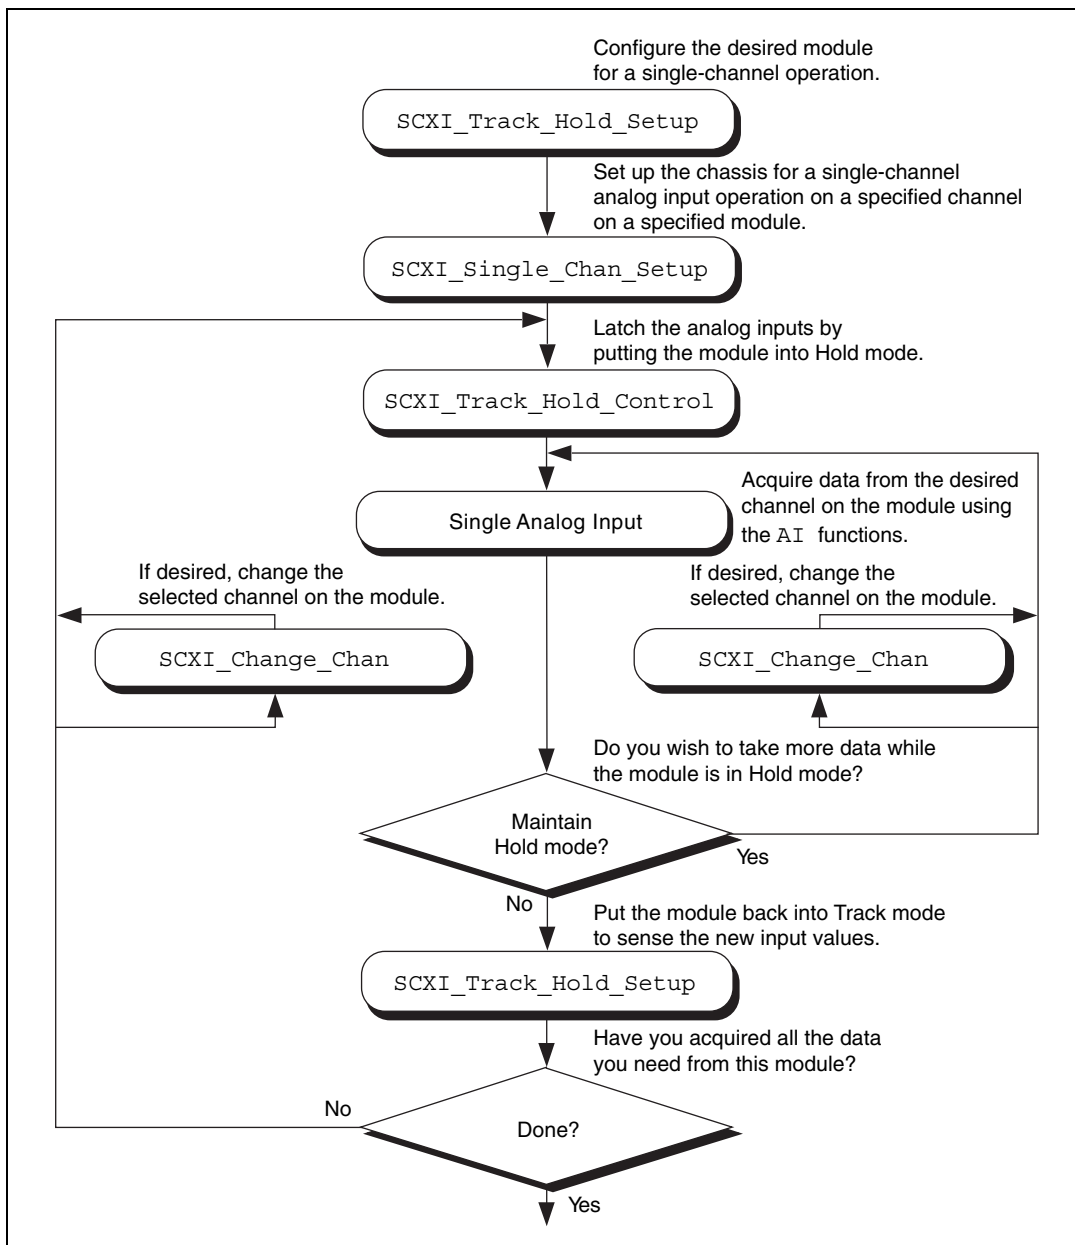 Configure the desired module
for a single-channel operation.
SCXI_Track_Hold_Setup
Set up the chassis for a single-channel
analog input operation on a specified channel
on a specified module.
SCXI_Single_Chan_Setup
Latch the analog inputs by
putting the module into Hold mode.
SCXI_Track_Hold_Control
Acquire data from the desired
channel on the module using
the AI functions.
Single Analog Input
If desired, change the
selected channel on the module.
SCXI_Change_Chan
If desired, change the
selected channel on the module.
SCXI_Change_Chan
Do you wish to take more data while
the module is in Hold mode?
Maintain
Hold mode?
Yes
No
Put the module back into Track mode
to sense the new input values.
SCXI_Track_Hold_Setup
Have you acquired all the data
you need from this module?
No
Done?
Yes